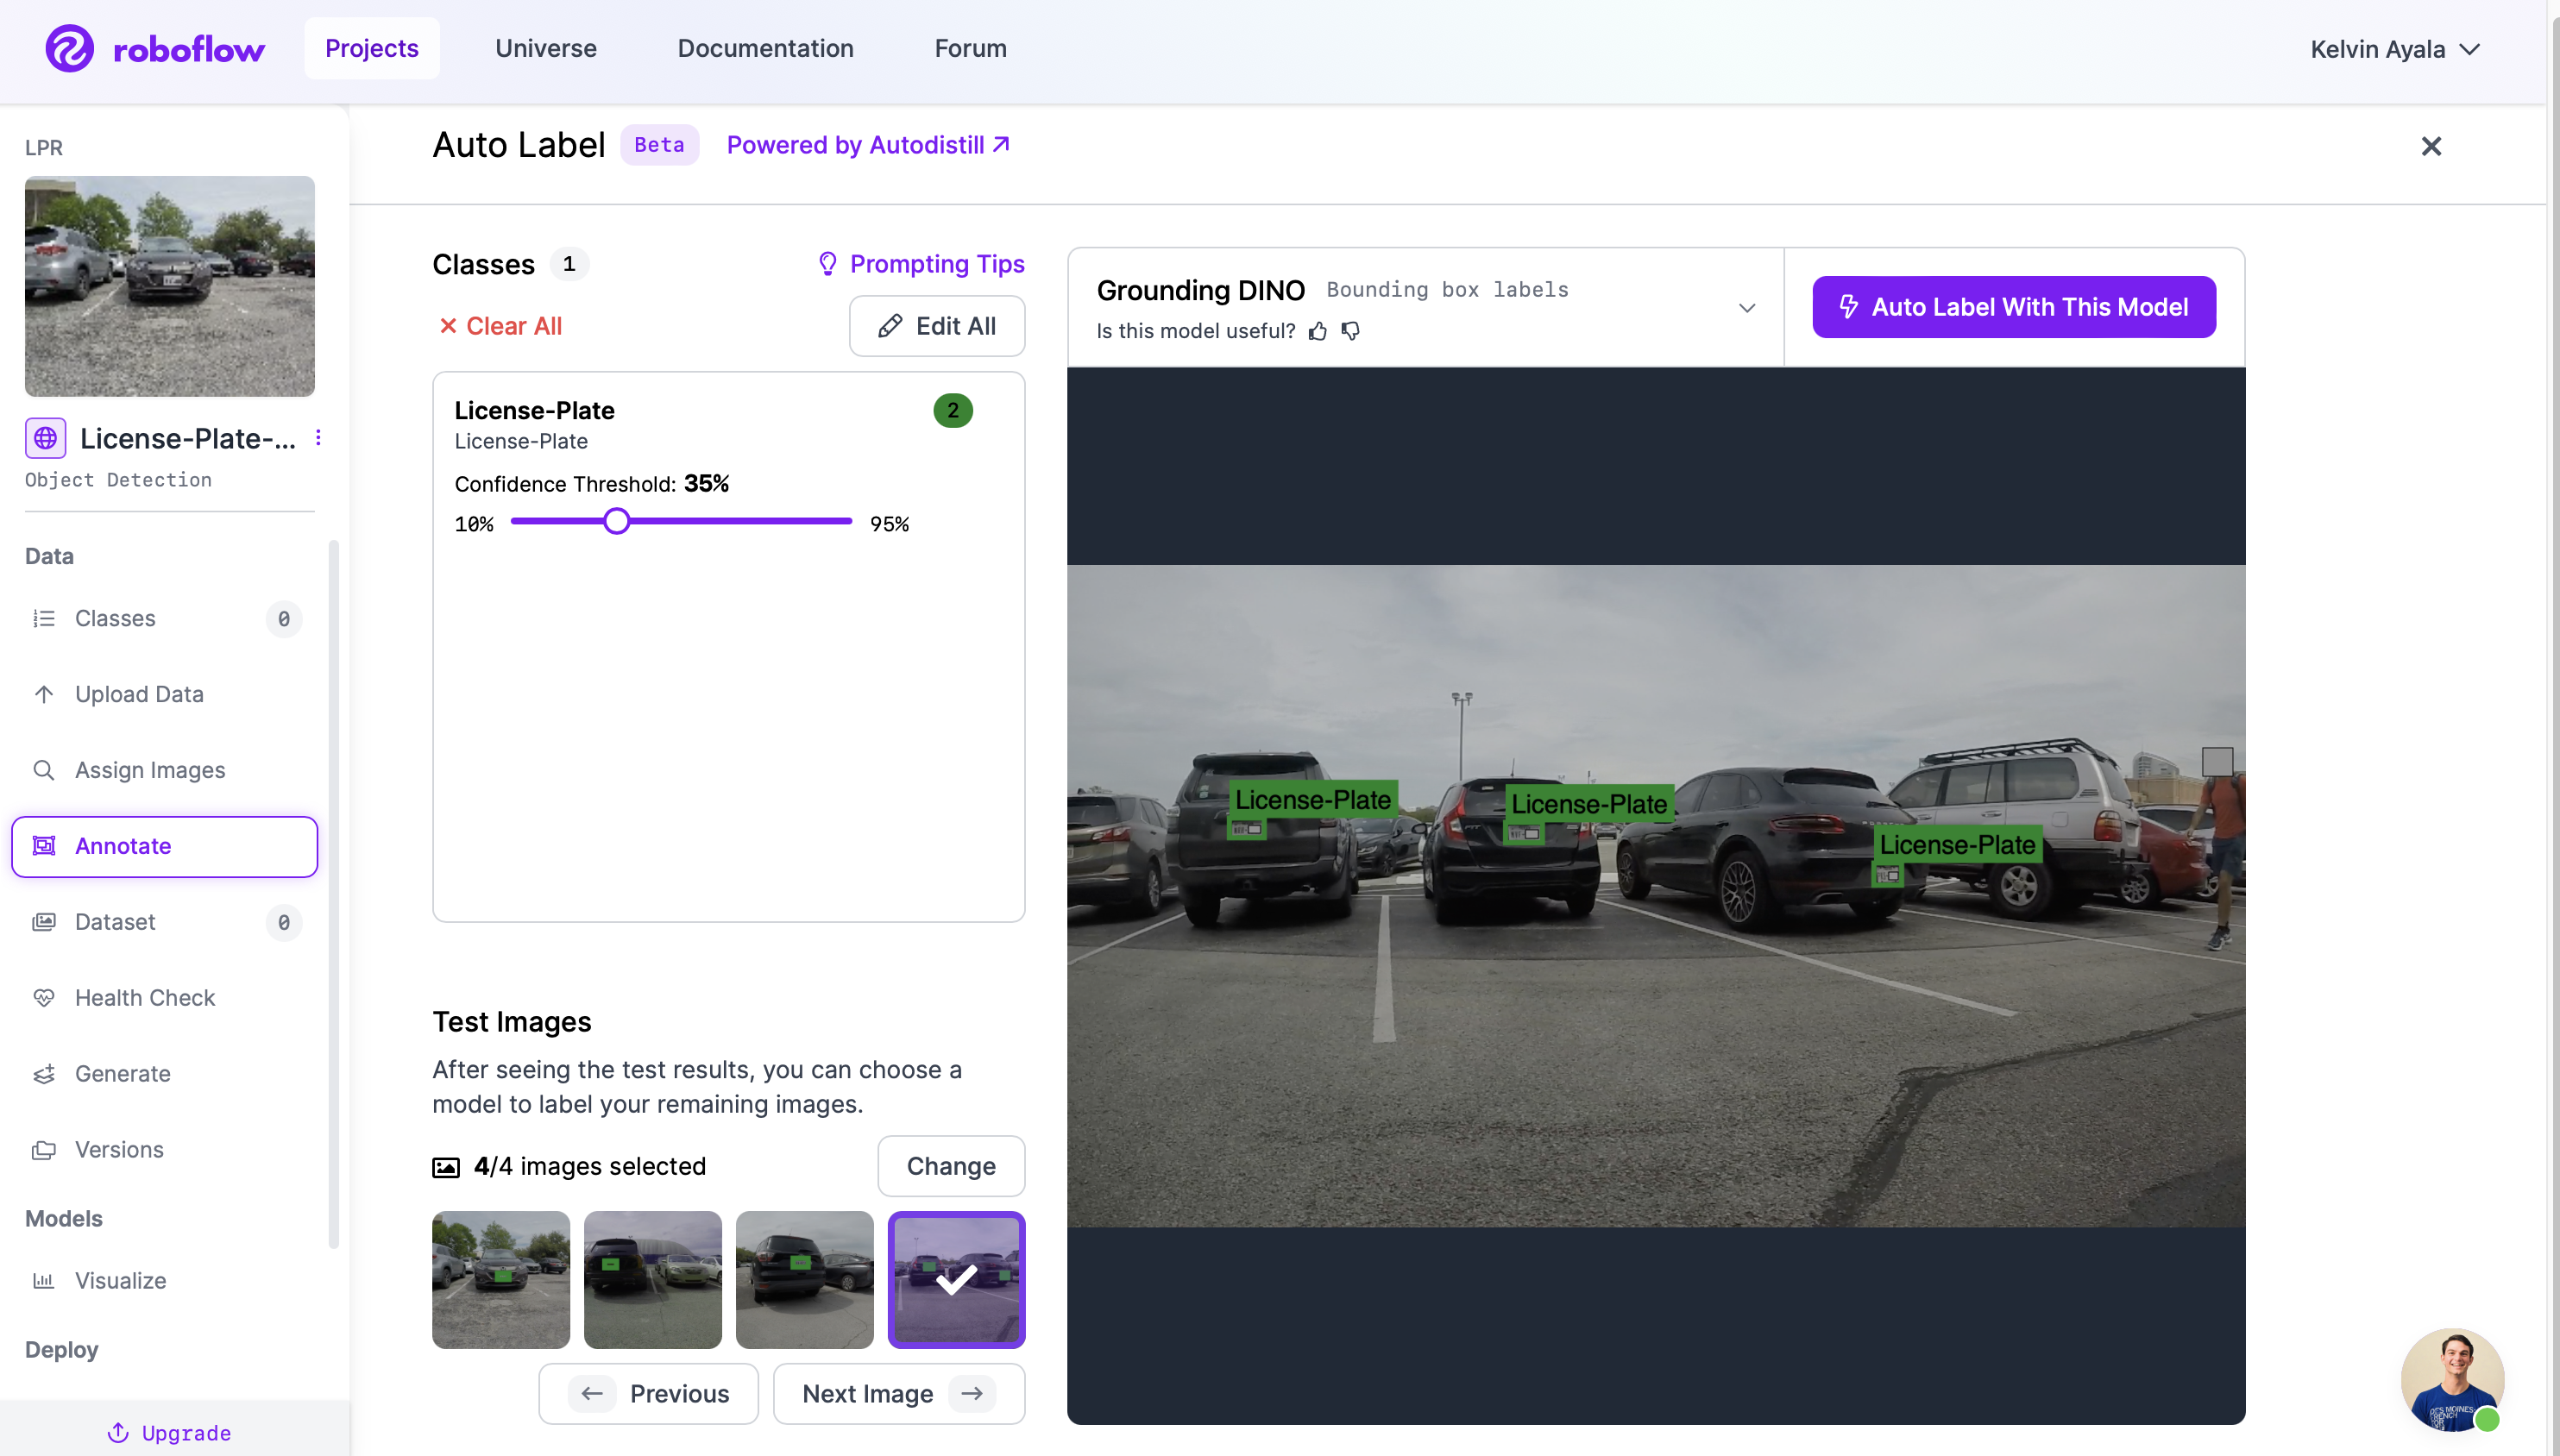 roboflow
Projects
Universe
Documentation
Forum
Kelvin Ayala
LPR
License-Plate-...
Object Detection
Data
Classes 0
Upload Data
Assign Images
Annotate
Dataset 0
Health Check
Generate
Versions
Models
Visualize
Deploy
Upgrade
Auto Label Beta Powered by Autodistill
Classes 1
Prompting Tips
Clear All
Edit All
License-Plate 2
License-Plate
Confidence Threshold: 35%
10% 95%
Test Images
After seeing the test results, you can choose a
model to label your remaining images.
4/4 images selected
Change
Previous
Next Image
Grounding DINO Bounding box labels
Is this model useful?
Auto Label With This Model
License-Plate
License-Plate
License-Plate